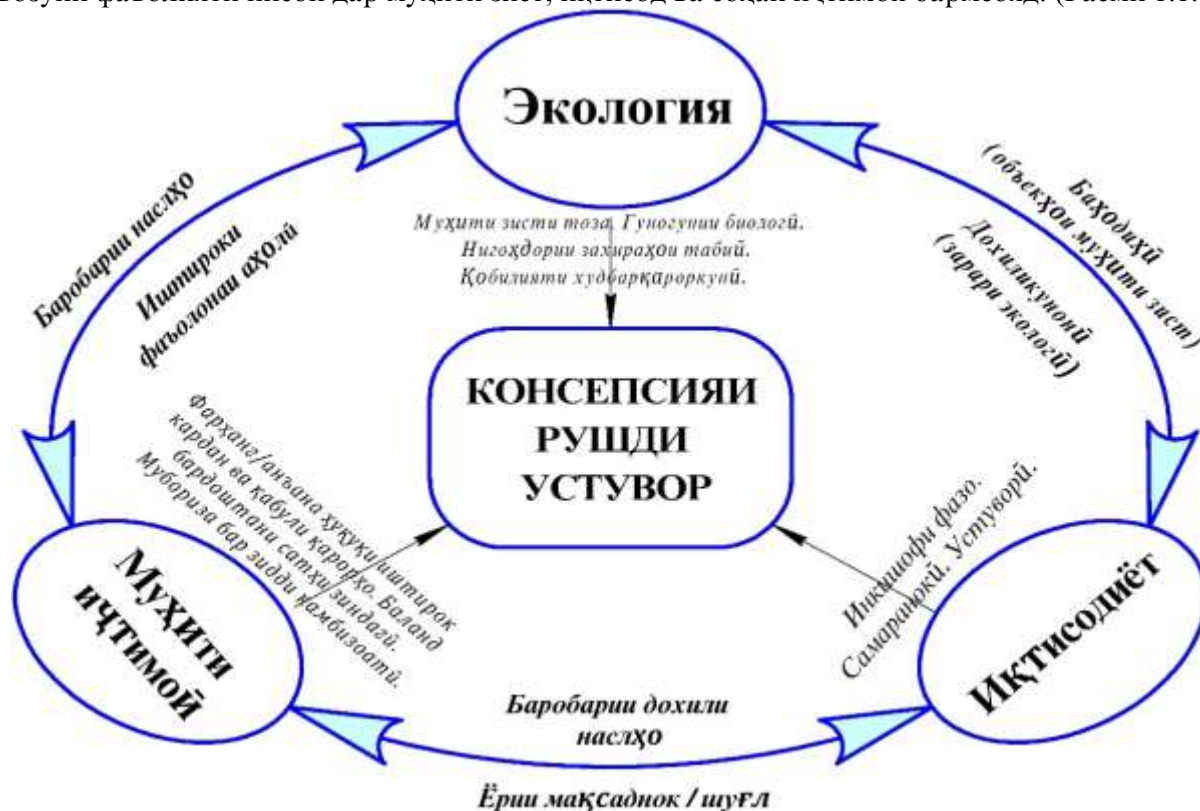 Экология
Баробарии наслҳо
Иштироки
фаъолонаи аҳолӣ
Баҳодиҳӣ
(объекҳои муҳити зист)
Дохиликунонӣ
(зарари экологӣ)
Муҳити зисти тоза. Гуногунии биологӣ.
Нигоҳдории захираҳои табиӣ.
Қобилияти худбарқароркунӣ.
КОНСЕПСИЯИ
РУШДИ
УСТУВОР
Фарҳанг/анъана ҳуқуқи иштирок
кардан ва қабули қарорҳо. Баланд
бардоштани сатҳи зиндагӣ.
Мубориза бар зидди камбизоатӣ.
Инкишофи фазо.
Самаранокӣ. Устуворӣ.
Муҳити
иҷтимоӣ
Иқтисодиёт
Баробарии дохили
наслҳо
Ёрии мақсаднок / шуғл